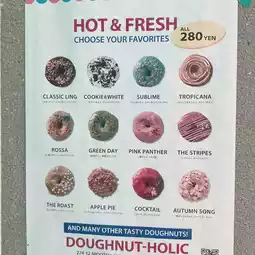 HOT & FRESH
CHOOSE YOUR FAVORITES
ALL
280 YEN
CLASSIC LING COOKIE&WHITE SUBLIME TROPICANA
ROSSA GREEN DAY PINK PANTHER THE STRIPES
THE ROAST APPLE PIE COCKTAIL AUTUMN SONG
AND MANY OTHER TASTY DOUGHNUTS!
DOUGHNUT-HOLIC